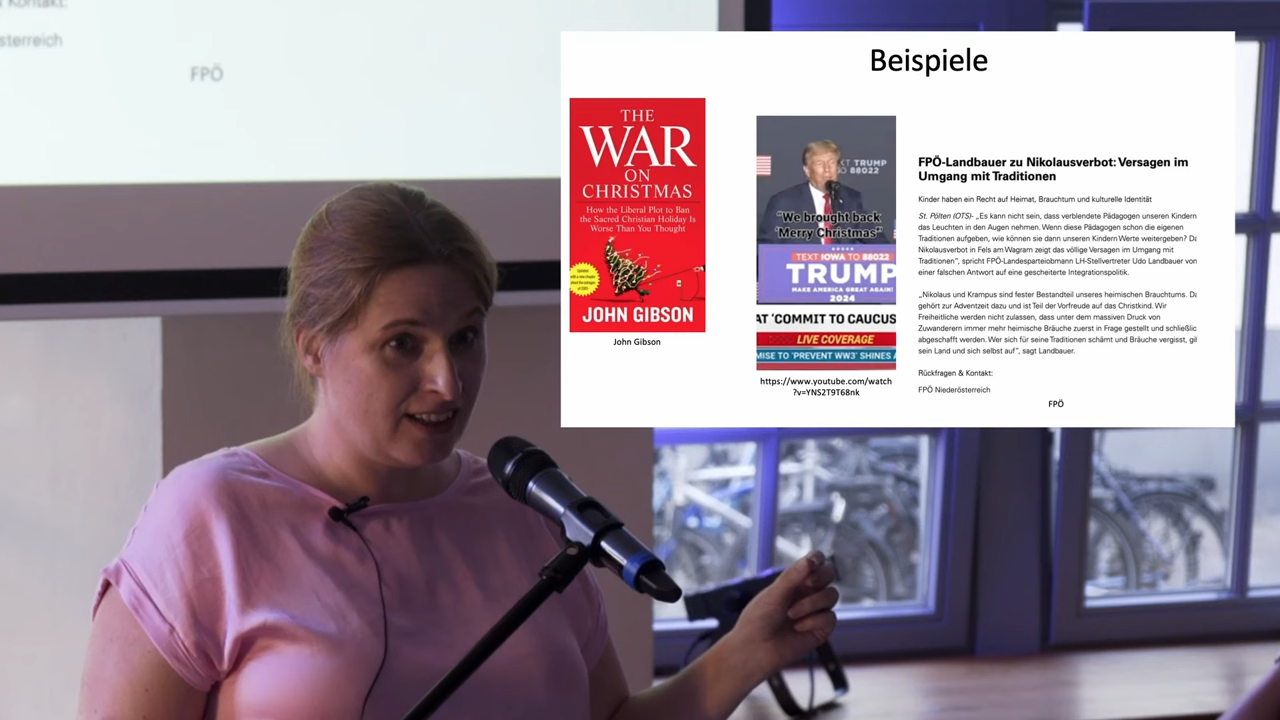 Kontakt:
sterreich
FPÖ
Beispiele
THE
WAR
ON
CHRISTMAS
How the Liberal Plot to Ban
the Sacred Christian Holiday Is
Worse Than You Thought
JOHN GIBSON
John Gibson
XT TRUMP
TO 88022
"We brought back
'Merry Christmas"
TEXT IOWA TO 88022
TRUMP
MAKE AMERICA GREAT AGAIN!
2024
AT 'COMMIT TO CAUCUS
LIVE COVERAGE
MISE TO 'PREVENT WW3' SHINES A
https://www.youtube.com/watch
?v=YNS2T9T68nk
FPÖ-Landbauer zu Nikolausverbot: Versagen im
Umgang mit Traditionen
Kinder haben ein Recht auf Heimat, Brauchtum und kulturelle Identität
St. Pölten (OTS)- „Es kann nicht sein, dass verblendete Pädagogen unseren Kindern
das Leuchten in den Augen nehmen. Wenn diese Pädagogen schon die eigenen
Traditionen aufgeben, wie können sie dann unseren Kindern Werte weitergeben? Da
Nikolausverbot in Fels am Wagram zeigt das völlige Versagen im Umgang mit
Traditionen“, spricht FPÖ-Landesparteiobmann LH-Stellvertreter Udo Landbauer von
einer falschen Antwort auf eine gescheiterte Integrationspolitik.
„Nikolaus und Krampus sind fester Bestandteil unseres heimischen Brauchtums. Da
gehört zur Adventzeit dazu und ist Teil der Vorfreude auf das Christkind. Wir
Freiheitliche werden nicht zulassen, dass unter dem massiven Druck von
Zuwanderern immer mehr heimische Bräuche zuerst in Frage gestellt und schließlic
abgeschafft werden. Wer sich für seine Traditionen schämt und Bräuche vergisst, gil
sein Land und sich selbst auf“, sagt Landbauer.
Rückfragen & Kontakt:
FPÖ Niederösterreich
FPÖ